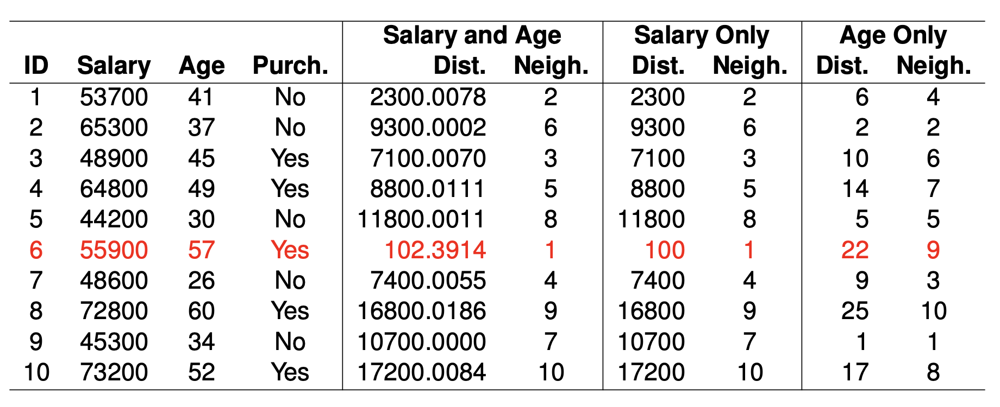 Salary and Age Salary Only Age Only
ID Salary Age Purch. Dist. Neigh. Dist. Neigh. Dist. Neigh.
1 53700 41 No 2300.0078 2 2300 2 6 4
2 65300 37 No 9300.0002 6 9300 6 2 2
3 48900 45 Yes 7100.0070 3 7100 3 10 6
4 64800 49 Yes 8800.0111 5 8800 5 14 7
5 44200 30 No 11800.0011 8 11800 8 5 5
6 55900 57 Yes 102.3914 1 100 1 22 9
7 48600 26 No 7400.0055 4 7400 4 9 3
8 72800 60 Yes 16800.0186 9 16800 9 25 10
9 45300 34 No 10700.0000 7 10700 7 1 1
10 73200 52 Yes 17200.0084 10 17200 10 17 8